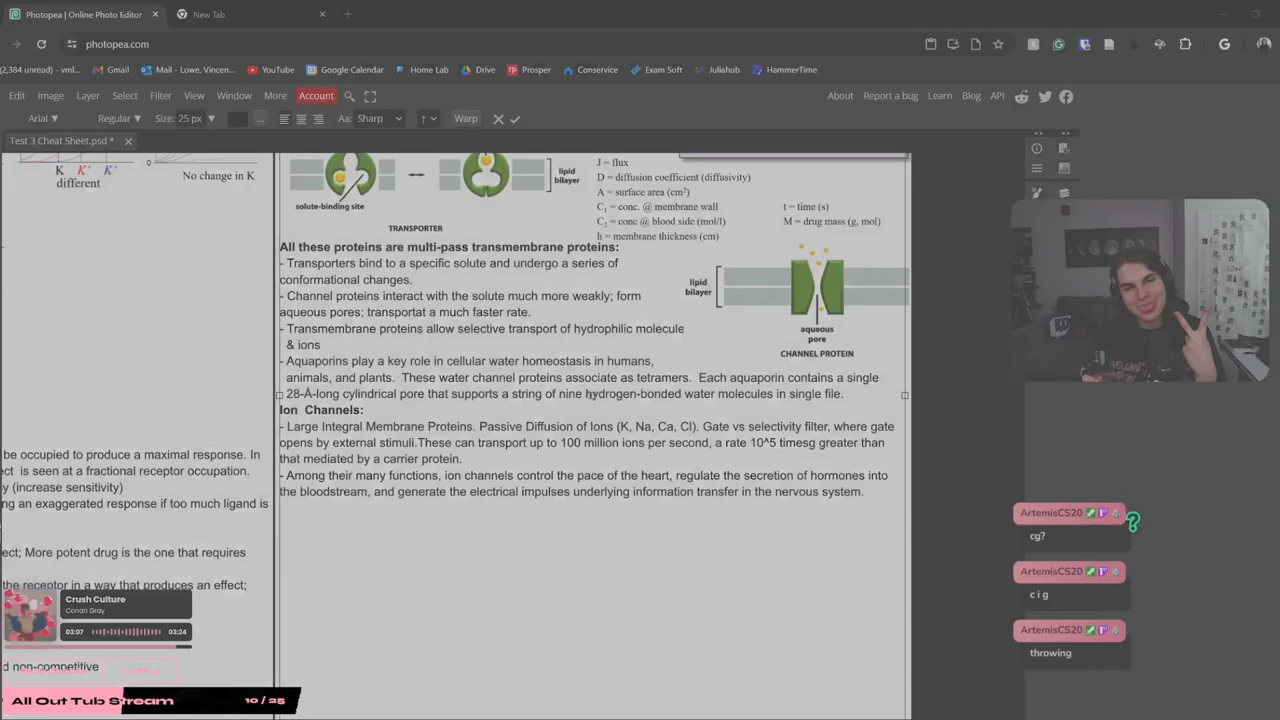 Photopea | Online Photo Editor
New Tab
photopea.com
(2,384 unread) - vml...
Gmail
Mail - Lowe, Vincen...
YouTube
Google Calendar
Home Lab
Drive
Prosper
Conservice
Exam Soft
Juliahub
HammerTime
Edit Image Layer Select Filter View Window More Account
About Report a bug Learn Blog API
Arial Regular Size: 25 px ... Aa: Sharp Warp
Test 3 Cheat Sheet.psd *
K K' K'
different
0
No change in K
solute-binding site
lipid
bilayer
TRANSPORTER
J = flux
D = diffusion coefficient (diffusivity)
A = surface area (cm²)
C₁ = conc. @ membrane wall
C₂ = conc @ blood side (mol/l)
h = membrane thickness (cm)
t = time (s)
M = drug mass (g, mol)
All these proteins are multi-pass transmembrane proteins:
- Transporters bind to a specific solute and undergo a series of
conformational changes.
- Channel proteins interact with the solute much more weakly; form
aqueous pores; transportat a much faster rate.
- Transmembrane proteins allow selective transport of hydrophilic molecule
& ions
- Aquaporins play a key role in cellular water homeostasis in humans,
animals, and plants. These water channel proteins associate as tetramers. Each aquaporin contains a single
28-Å-long cylindrical pore that supports a string of nine hydrogen-bonded water molecules in single file.
lipid
bilayer
aqueous
pore
CHANNEL PROTEIN
Ion Channels:
- Large Integral Membrane Proteins. Passive Diffusion of Ions (K, Na, Ca, Cl). Gate vs selectivity filter, where gate
opens by external stimuli.These can transport up to 100 million ions per second, a rate 10^5 timesg greater than
that mediated by a carrier protein.
- Among their many functions, ion channels control the pace of the heart, regulate the secretion of hormones into
the bloodstream, and generate the electrical impulses underlying information transfer in the nervous system.
be occupied to produce a maximal response. In
ect is seen at a fractional receptor occupation.
y (increase sensitivity)
ng an exaggerated response if too much ligand is
ect; More potent drug is the one that requires
the receptor in a way that produces an effect;
Crush Culture
Conan Gray
03:07
03:24
d non-competitive
All Out Tub Stream
10 / 25
ArtemisCS20
cg?
ArtemisCS20
c i g
ArtemisCS20
throwing